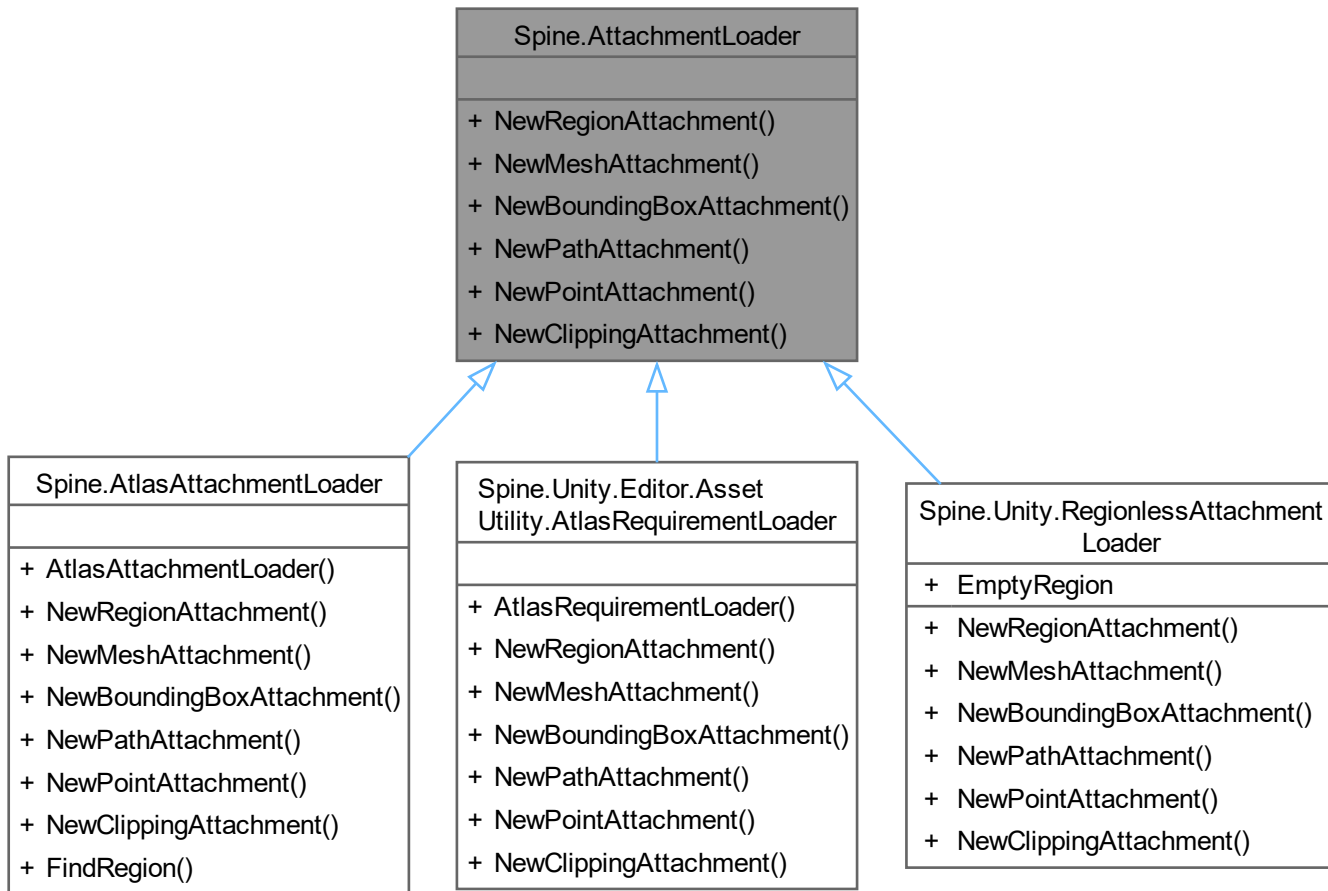 Spine.AttachmentLoader
+ NewRegionAttachment()
+ NewMeshAttachment()
+ NewBoundingBoxAttachment()
+ NewPathAttachment()
+ NewPointAttachment()
+ NewClippingAttachment()
Spine.AtlasAttachmentLoader
+ AtlasAttachmentLoader()
+ NewRegionAttachment()
+ NewMeshAttachment()
+ NewBoundingBoxAttachment()
+ NewPathAttachment()
+ NewPointAttachment()
+ NewClippingAttachment()
+ FindRegion()
Spine.Unity.Editor.Asset
Utility.AtlasRequirementLoader
+ AtlasRequirementLoader()
+ NewRegionAttachment()
+ NewMeshAttachment()
+ NewBoundingBoxAttachment()
+ NewPathAttachment()
+ NewPointAttachment()
+ NewClippingAttachment()
Spine.Unity.RegionlessAttachment
Loader
+ EmptyRegion
+ NewRegionAttachment()
+ NewMeshAttachment()
+ NewBoundingBoxAttachment()
+ NewPathAttachment()
+ NewPointAttachment()
+ NewClippingAttachment()